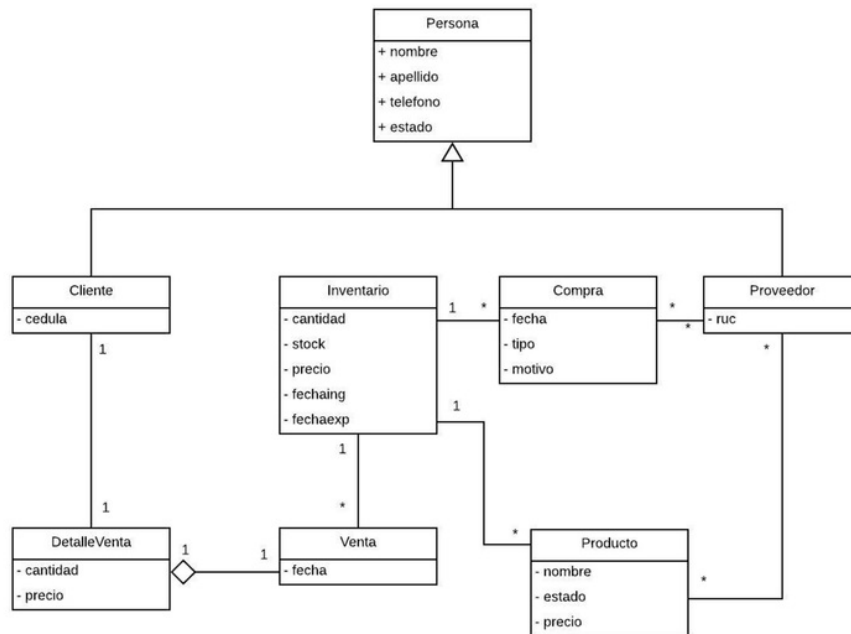 Persona
+ nombre
+ apellido
+ telefono
+ estado
Cliente
- cedula
1
1
Inventario
- cantidad
- stock
- precio
- fechaing
- fechaexp
1
*
Compra
- fecha
- tipo
- motivo
*
*
Proveedor
- ruc
*
1
*
1
*
DetalleVenta
- cantidad
- precio
1
1
Venta
- fecha
Producto
- nombre
- estado
- precio
*